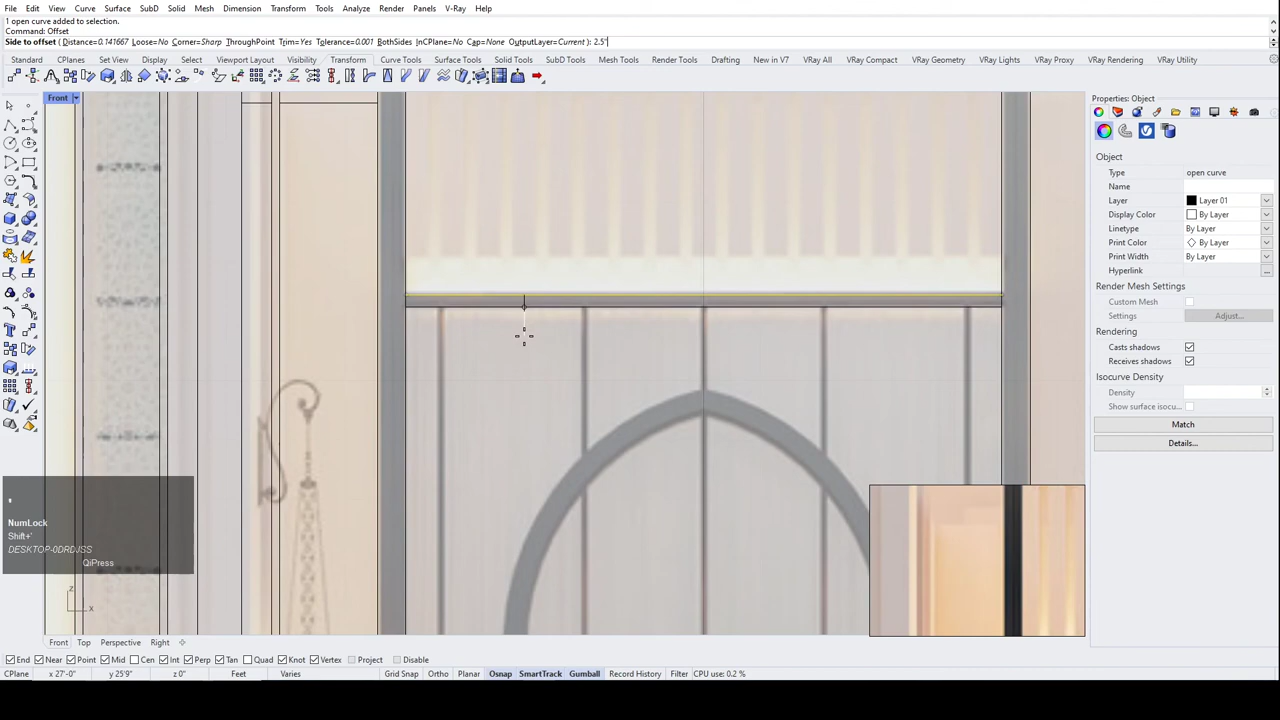 File Edit View Curve Surface SubD Solid Mesh Dimension Transform Tools Analyze Render Panels V-Ray Help
1 open curve added to selection.
Command: Offset
Side to offset ( Distance=0.141667 Loose=No Corner=Sharp ThroughPoint Trim=Yes Tolerance=0.001 BothSides InCPlane=No Cap=None OutputLayer=Current ): 2.5"
Standard CPlanes Set View Display Select Viewport Layout Visibility Transform Curve Tools Surface Tools Solid Tools SubD Tools Mesh Tools Render Tools Drafting New in V7 VRay All VRay Compact VRay Geometry VRay Lights VRay Proxy VRay Rendering VRay Utility
Front
Properties: Object
Object
Type open curve
Name
Layer Layer 01
Display Color By Layer
Linetype By Layer
Print Color By Layer
Print Width By Layer
Hyperlink ...
Render Mesh Settings
Custom Mesh
Settings Adjust...
Rendering
Casts shadows
Receives shadows
Isocurve Density
Density
Show surface isocu...
Match
Details...
NumLock
Shift+'
DESKTOP-0DRDJSS
QiPress
z
x
Front Top Perspective Right
End Near Point Mid Cen Int Perp Tan Quad Knot Vertex Project Disable
CPlane x 27'-0" y 25'9" z 0" Feet Varies Grid Snap Ortho Planar Osnap SmartTrack Gumball Record History Filter CPU use: 0.2 %